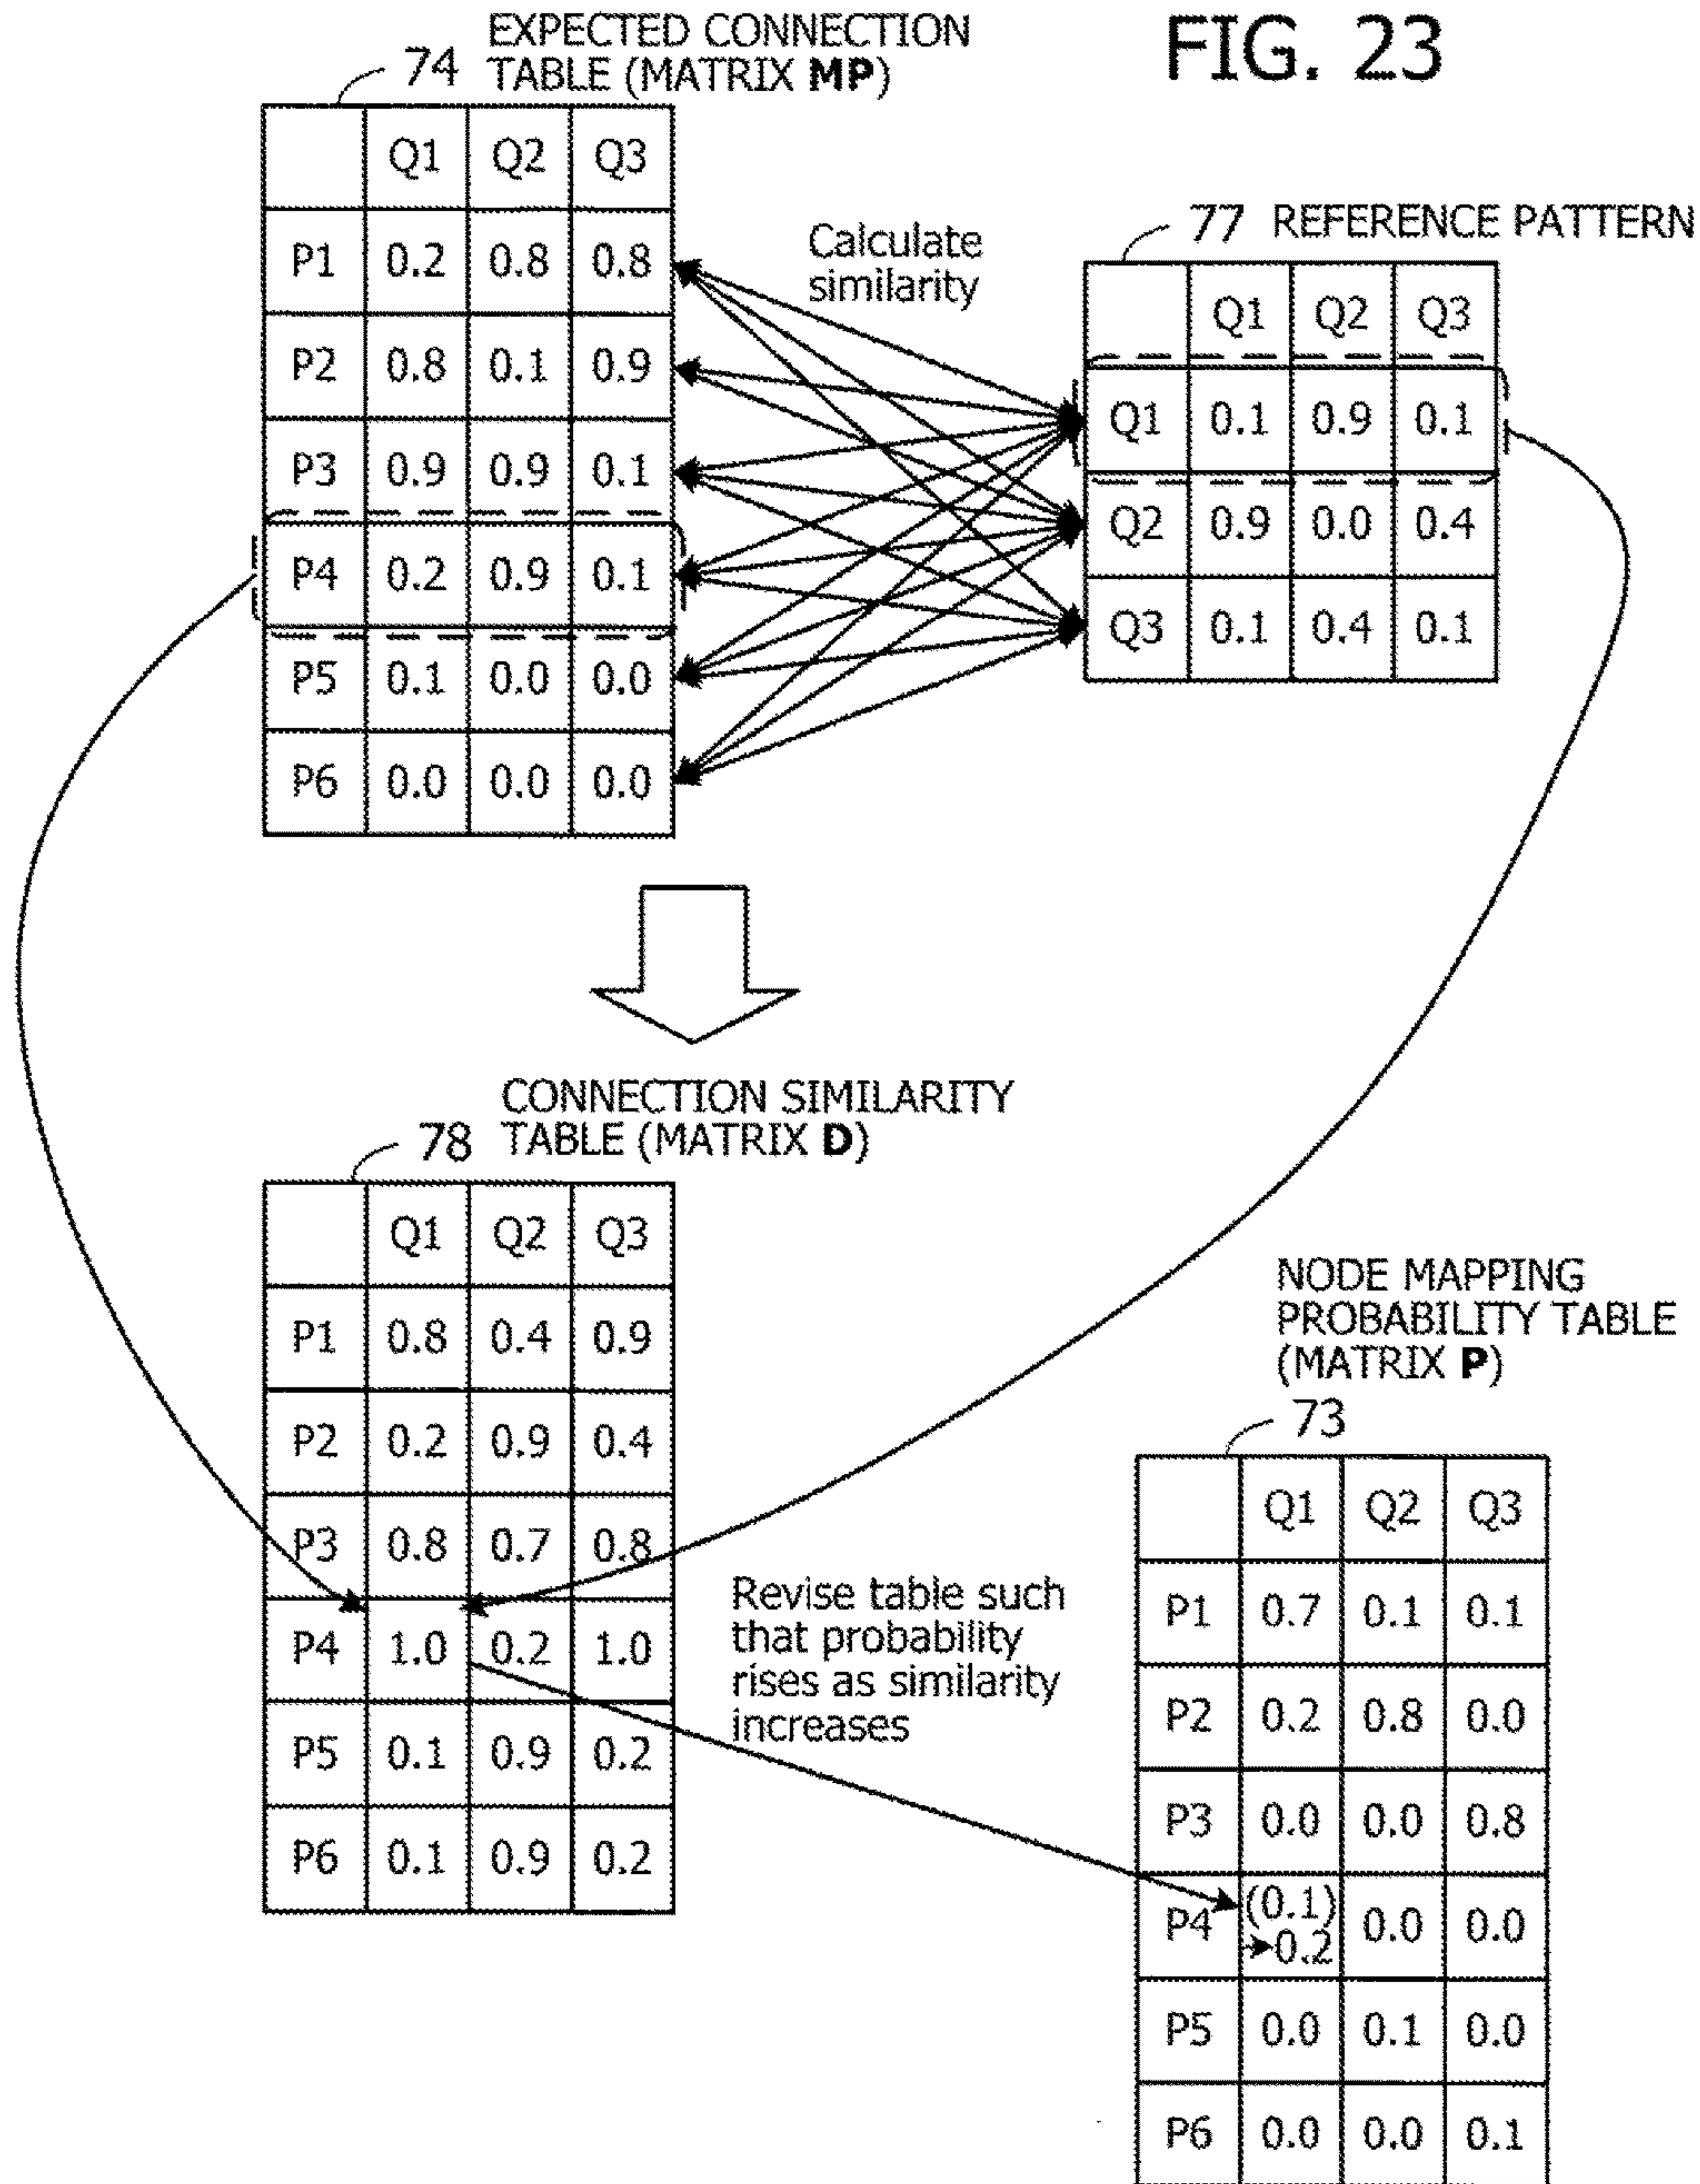 FIG. 23
74 EXPECTED CONNECTION
TABLE (MATRIX MP)
Q1 Q2 Q3
P1 0.2 0.8 0.8
P2 0.8 0.1 0.9
P3 0.9 0.9 0.1
P4 0.2 0.9 0.1
P5 0.1 0.0 0.0
P6 0.0 0.0 0.0
Calculate
similarity
77 REFERENCE PATTERN
Q1 Q2 Q3
Q1 0.1 0.9 0.1
Q2 0.9 0.0 0.4
Q3 0.1 0.4 0.1
CONNECTION SIMILARITY
78 TABLE (MATRIX D)
Q1 Q2 Q3
P1 0.8 0.4 0.9
P2 0.2 0.9 0.4
P3 0.8 0.7 0.8
P4 1.0 0.2 1.0
P5 0.1 0.9 0.2
P6 0.1 0.9 0.2
Revise table such
that probability
rises as similarity
increases
NODE MAPPING
PROBABILITY TABLE
(MATRIX P)
73
Q1 Q2 Q3
P1 0.7 0.1 0.1
P2 0.2 0.8 0.0
P3 0.0 0.0 0.8
P4 (0.1) 0.0 0.0
→0.2
P5 0.0 0.1 0.0
P6 0.0 0.0 0.1